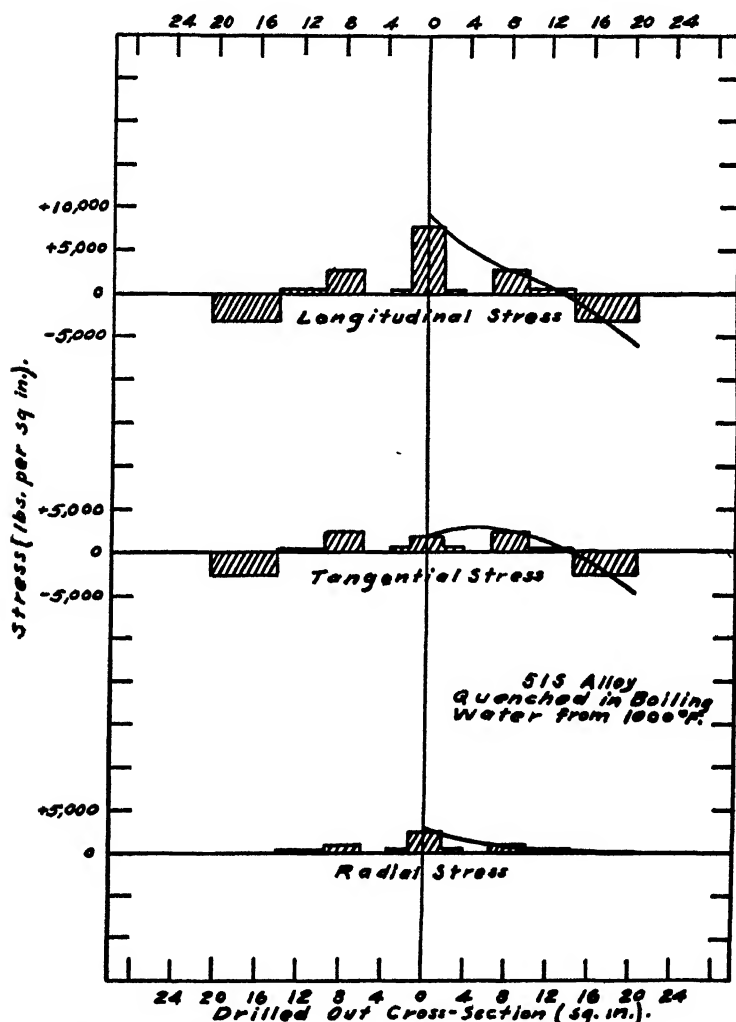 24 20 16 12 8 4 0 4 8 12 16 20 24
+10,000
+5,000
0
-5,000
Longitudinal Stress
Stress (lbs. per sq in.).
+5,000
0
-5,000
Tangential Stress
51S Alloy
Quenched in Boiling
Water from 1000°F.
+5,000
0
Radial Stress
24 20 16 12 8 4 0 4 8 12 16 20 24
Drilled Out Cross-Section (sq. in.).